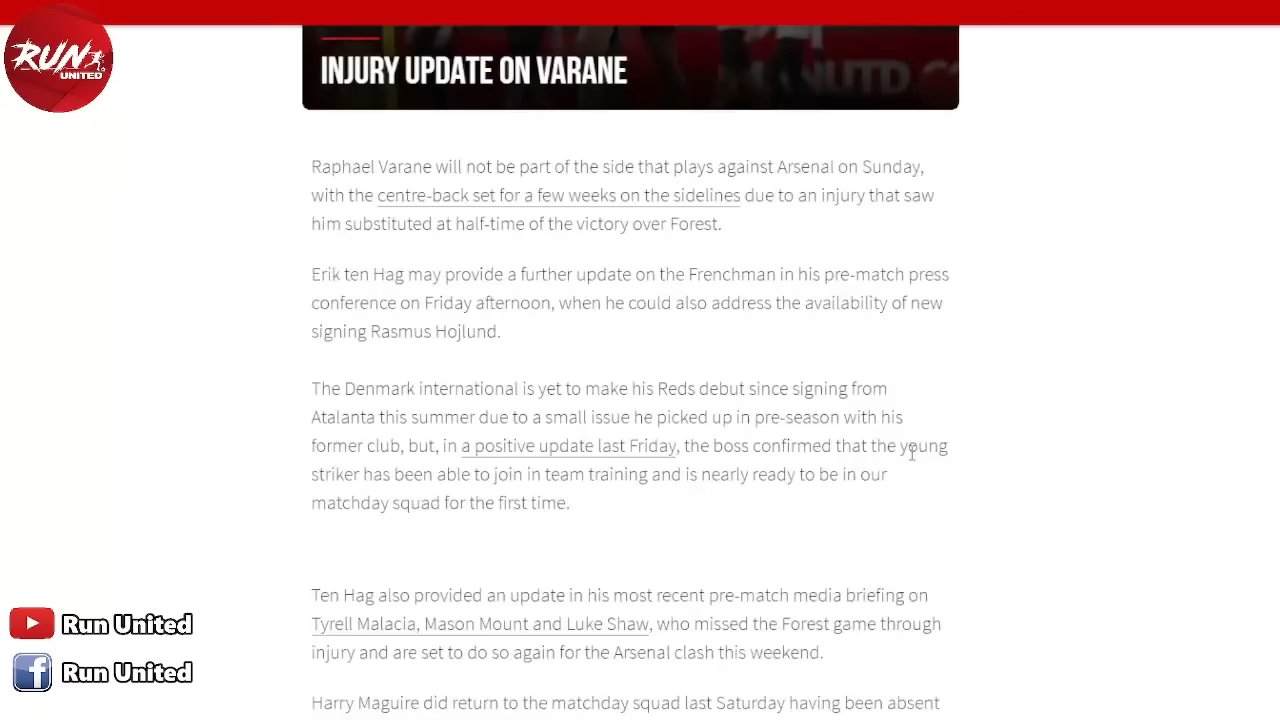 RUN
UNITED
INJURY UPDATE ON VARANE
Raphael Varane will not be part of the side that plays against Arsenal on Sunday,
with the centre-back set for a few weeks on the sidelines due to an injury that saw
him substituted at half-time of the victory over Forest.
Erik ten Hag may provide a further update on the Frenchman in his pre-match press
conference on Friday afternoon, when he could also address the availability of new
signing Rasmus Hojlund.
The Denmark international is yet to make his Reds debut since signing from
Atalanta this summer due to a small issue he picked up in pre-season with his
former club, but, in a positive update last Friday, the boss confirmed that the young
striker has been able to join in team training and is nearly ready to be in our
matchday squad for the first time.
Ten Hag also provided an update in his most recent pre-match media briefing on
Tyrell Malacia, Mason Mount and Luke Shaw, who missed the Forest game through
injury and are set to do so again for the Arsenal clash this weekend.
Harry Maguire did return to the matchday squad last Saturday having been absent
Run United
Run United